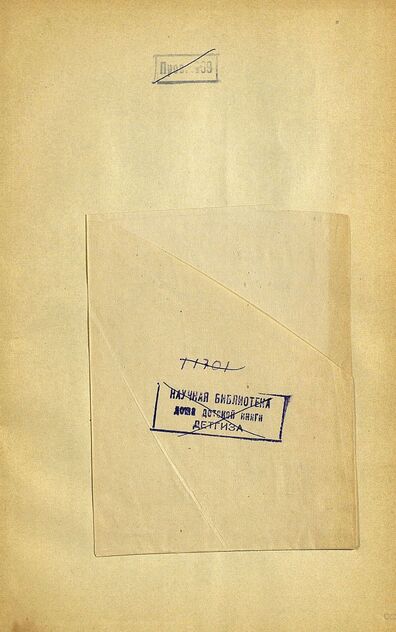 11701
НАУЧНАЯ БИБЛИОТЕКА
дома детской книги
ДЕТГИЗА